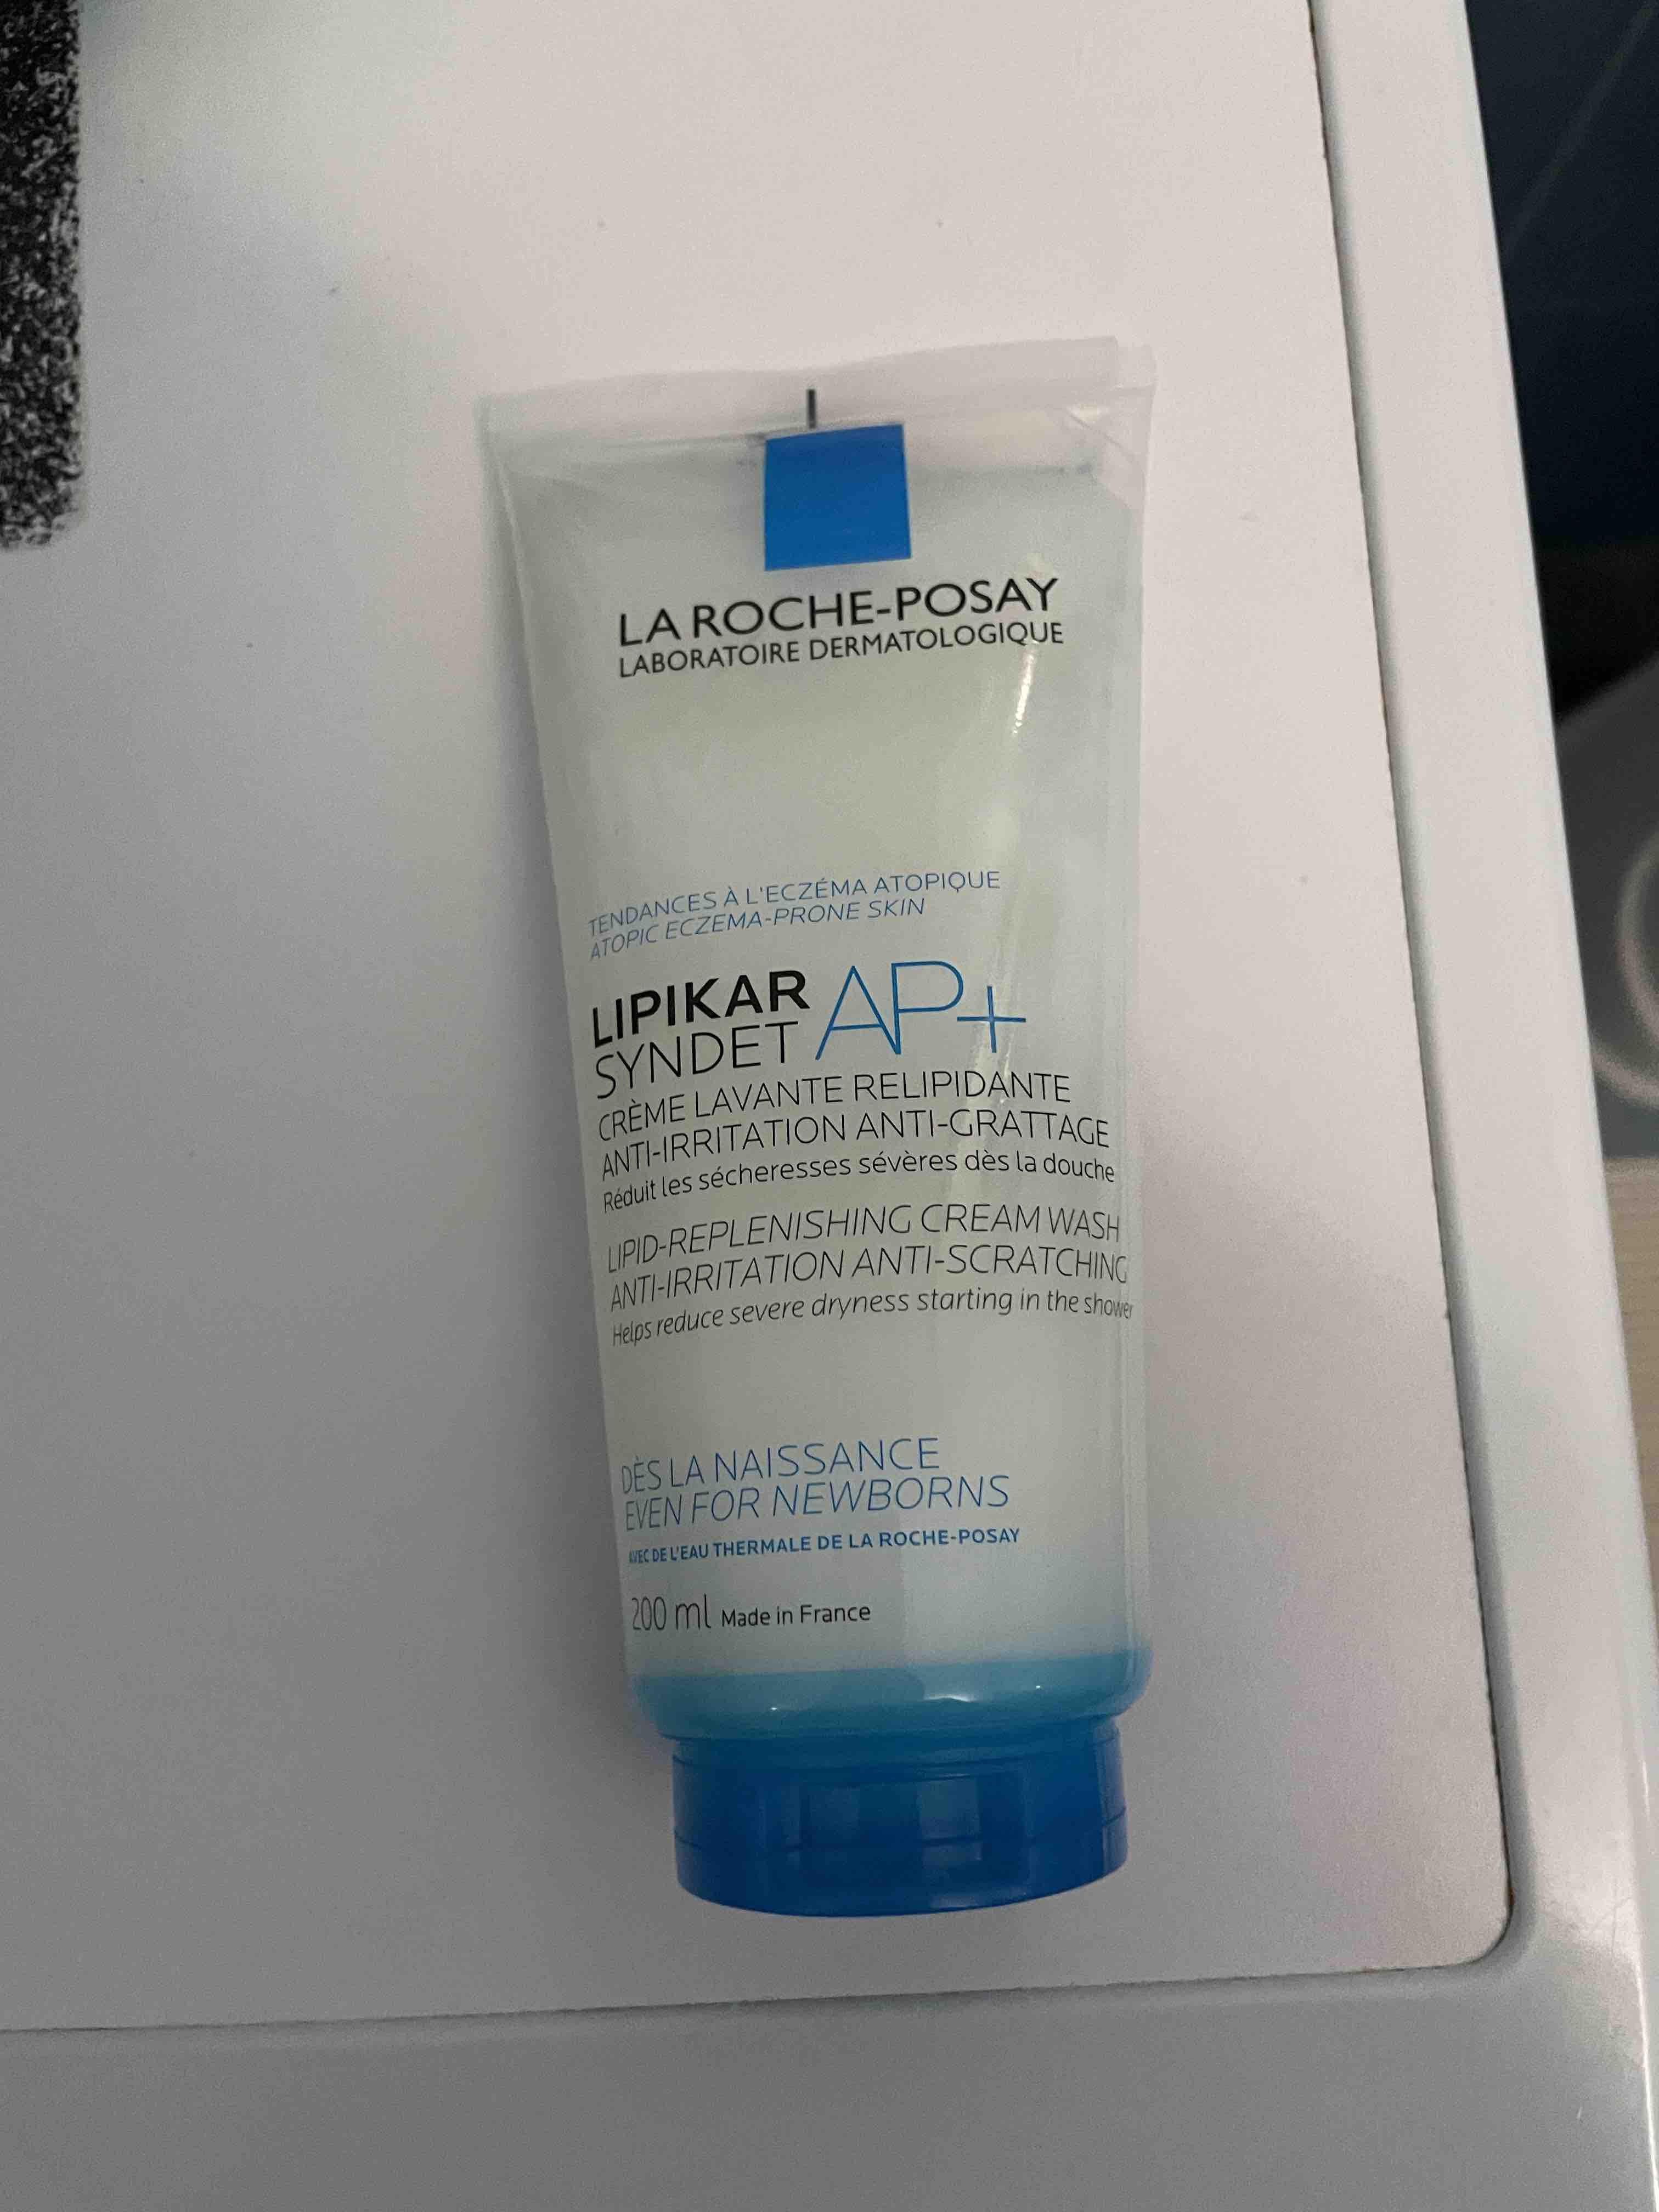 LA ROCHE-POSAY
LABORATOIRE DERMATOLOGIQUE
TENDANCES À L'ECZÉMA ATOPIQUE
ATOPIC ECZEMA-PRONE SKIN
LIPIKAR
SYNDET AP+
CRÈME LAVANTE RELIPIDANTE
ANTI-IRRITATION ANTI-GRATTAGE
Réduit les sécheresses sévères dès la douche
LIPID-REPLENISHING CREAM WASH
ANTI-IRRITATION ANTI-SCRATCHING
Helps reduce severe dryness starting in the shower
DÈS LA NAISSANCE
EVEN FOR NEWBORNS
AVEC DE L'EAU THERMALE DE LA ROCHE-POSAY
200 ml Made in France